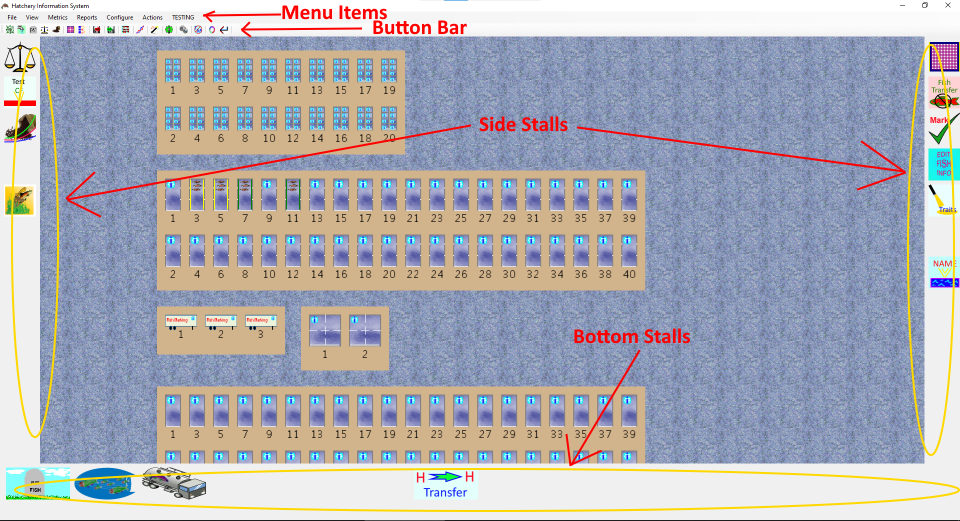 Hatchery Information System
File View Metrics Reports Configure Actions TESTING
Menu Items
Button Bar
Test
Fish
Transfer
Mark
EDIT
FISH
INFO
Traits
NAME
Side Stalls
1 3 5 7 9 11 13 15 17 19
2 4 6 8 10 12 14 16 18 20
1 3 5 7 9 11 13 15 17 19 21 23 25 27 29 31 33 35 37 39
2 4 6 8 10 12 14 16 18 20 22 24 26 28 30 32 34 36 38 40
1 2 3
1 2
Bottom Stalls
1 3 5 7 9 11 13 15 17 19 21 23 25 27 29 31 33 35 37 39
FISH
H H
Transfer